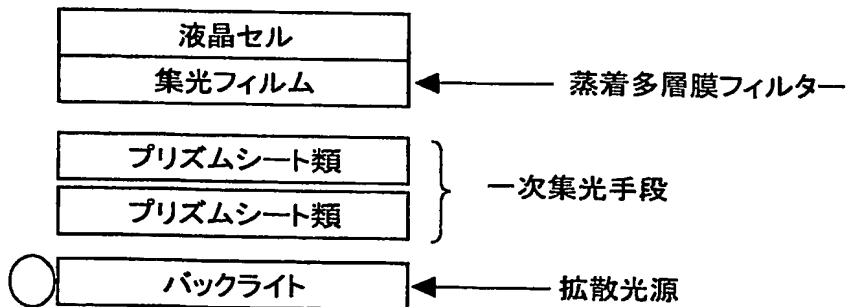 液晶セル
集光フィルム
蒸着多層膜フィルター
プリズムシート類
プリズムシート類
一次集光手段
バックライト
拡散光源